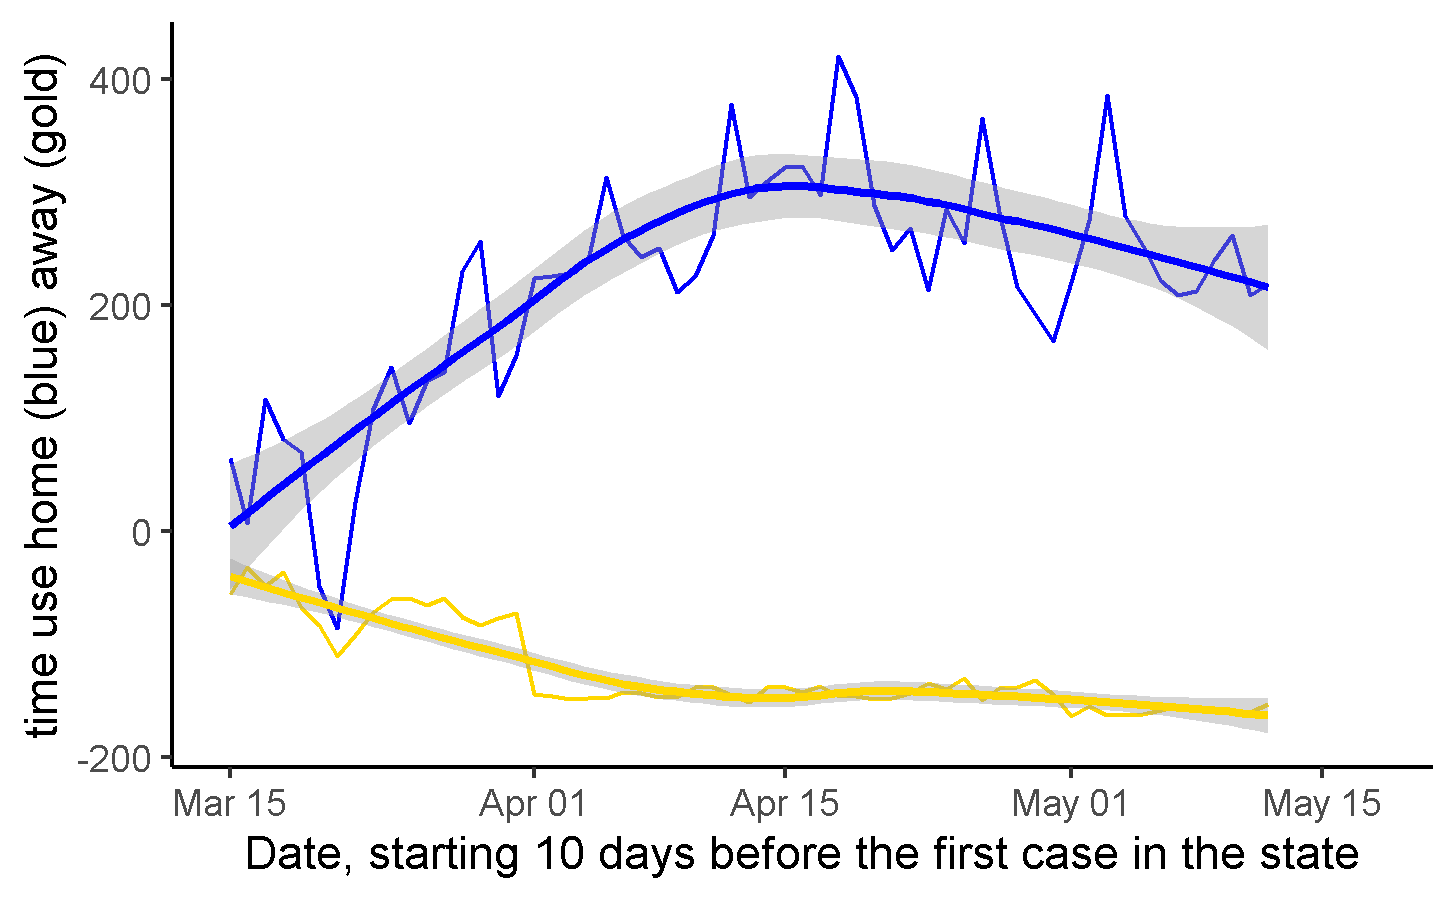 time use home (blue) away (gold)
400
200
0
-200
Mar 15 Apr 01 Apr 15 May 01 May 15
Date, starting 10 days before the first case in the state